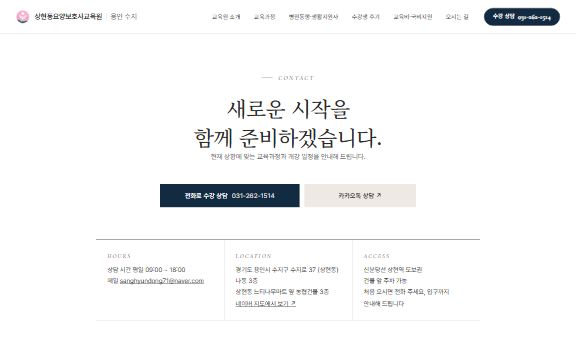 상현동요양보호사교육원 | 용인 수지
교육원 소개 교육과정 병원동행·생활지원사 수강생 후기 교육비·국비지원 오시는 길 수강 상담 031-262-1514
CONTACT
새로운 시작을
함께 준비하겠습니다.
현재 상황에 맞는 교육과정과 개강 일정을 안내해 드립니다.
전화로 수강 상담 031-262-1514
카카오톡 상담 ↗
HOURS
상담 시간 평일 09:00 – 18:00
메일 sanghyundong71@naver.com
LOCATION
경기도 용인시 수지구 수지로 37 (상현동)
나동 3층
상현동 느티나무마트 앞 농협건물 3층
네이버 지도에서 보기 ↗
ACCESS
신분당선 상현역 도보권
건물 앞 주차 가능
처음 오시면 전화 주세요, 입구까지
안내해 드립니다